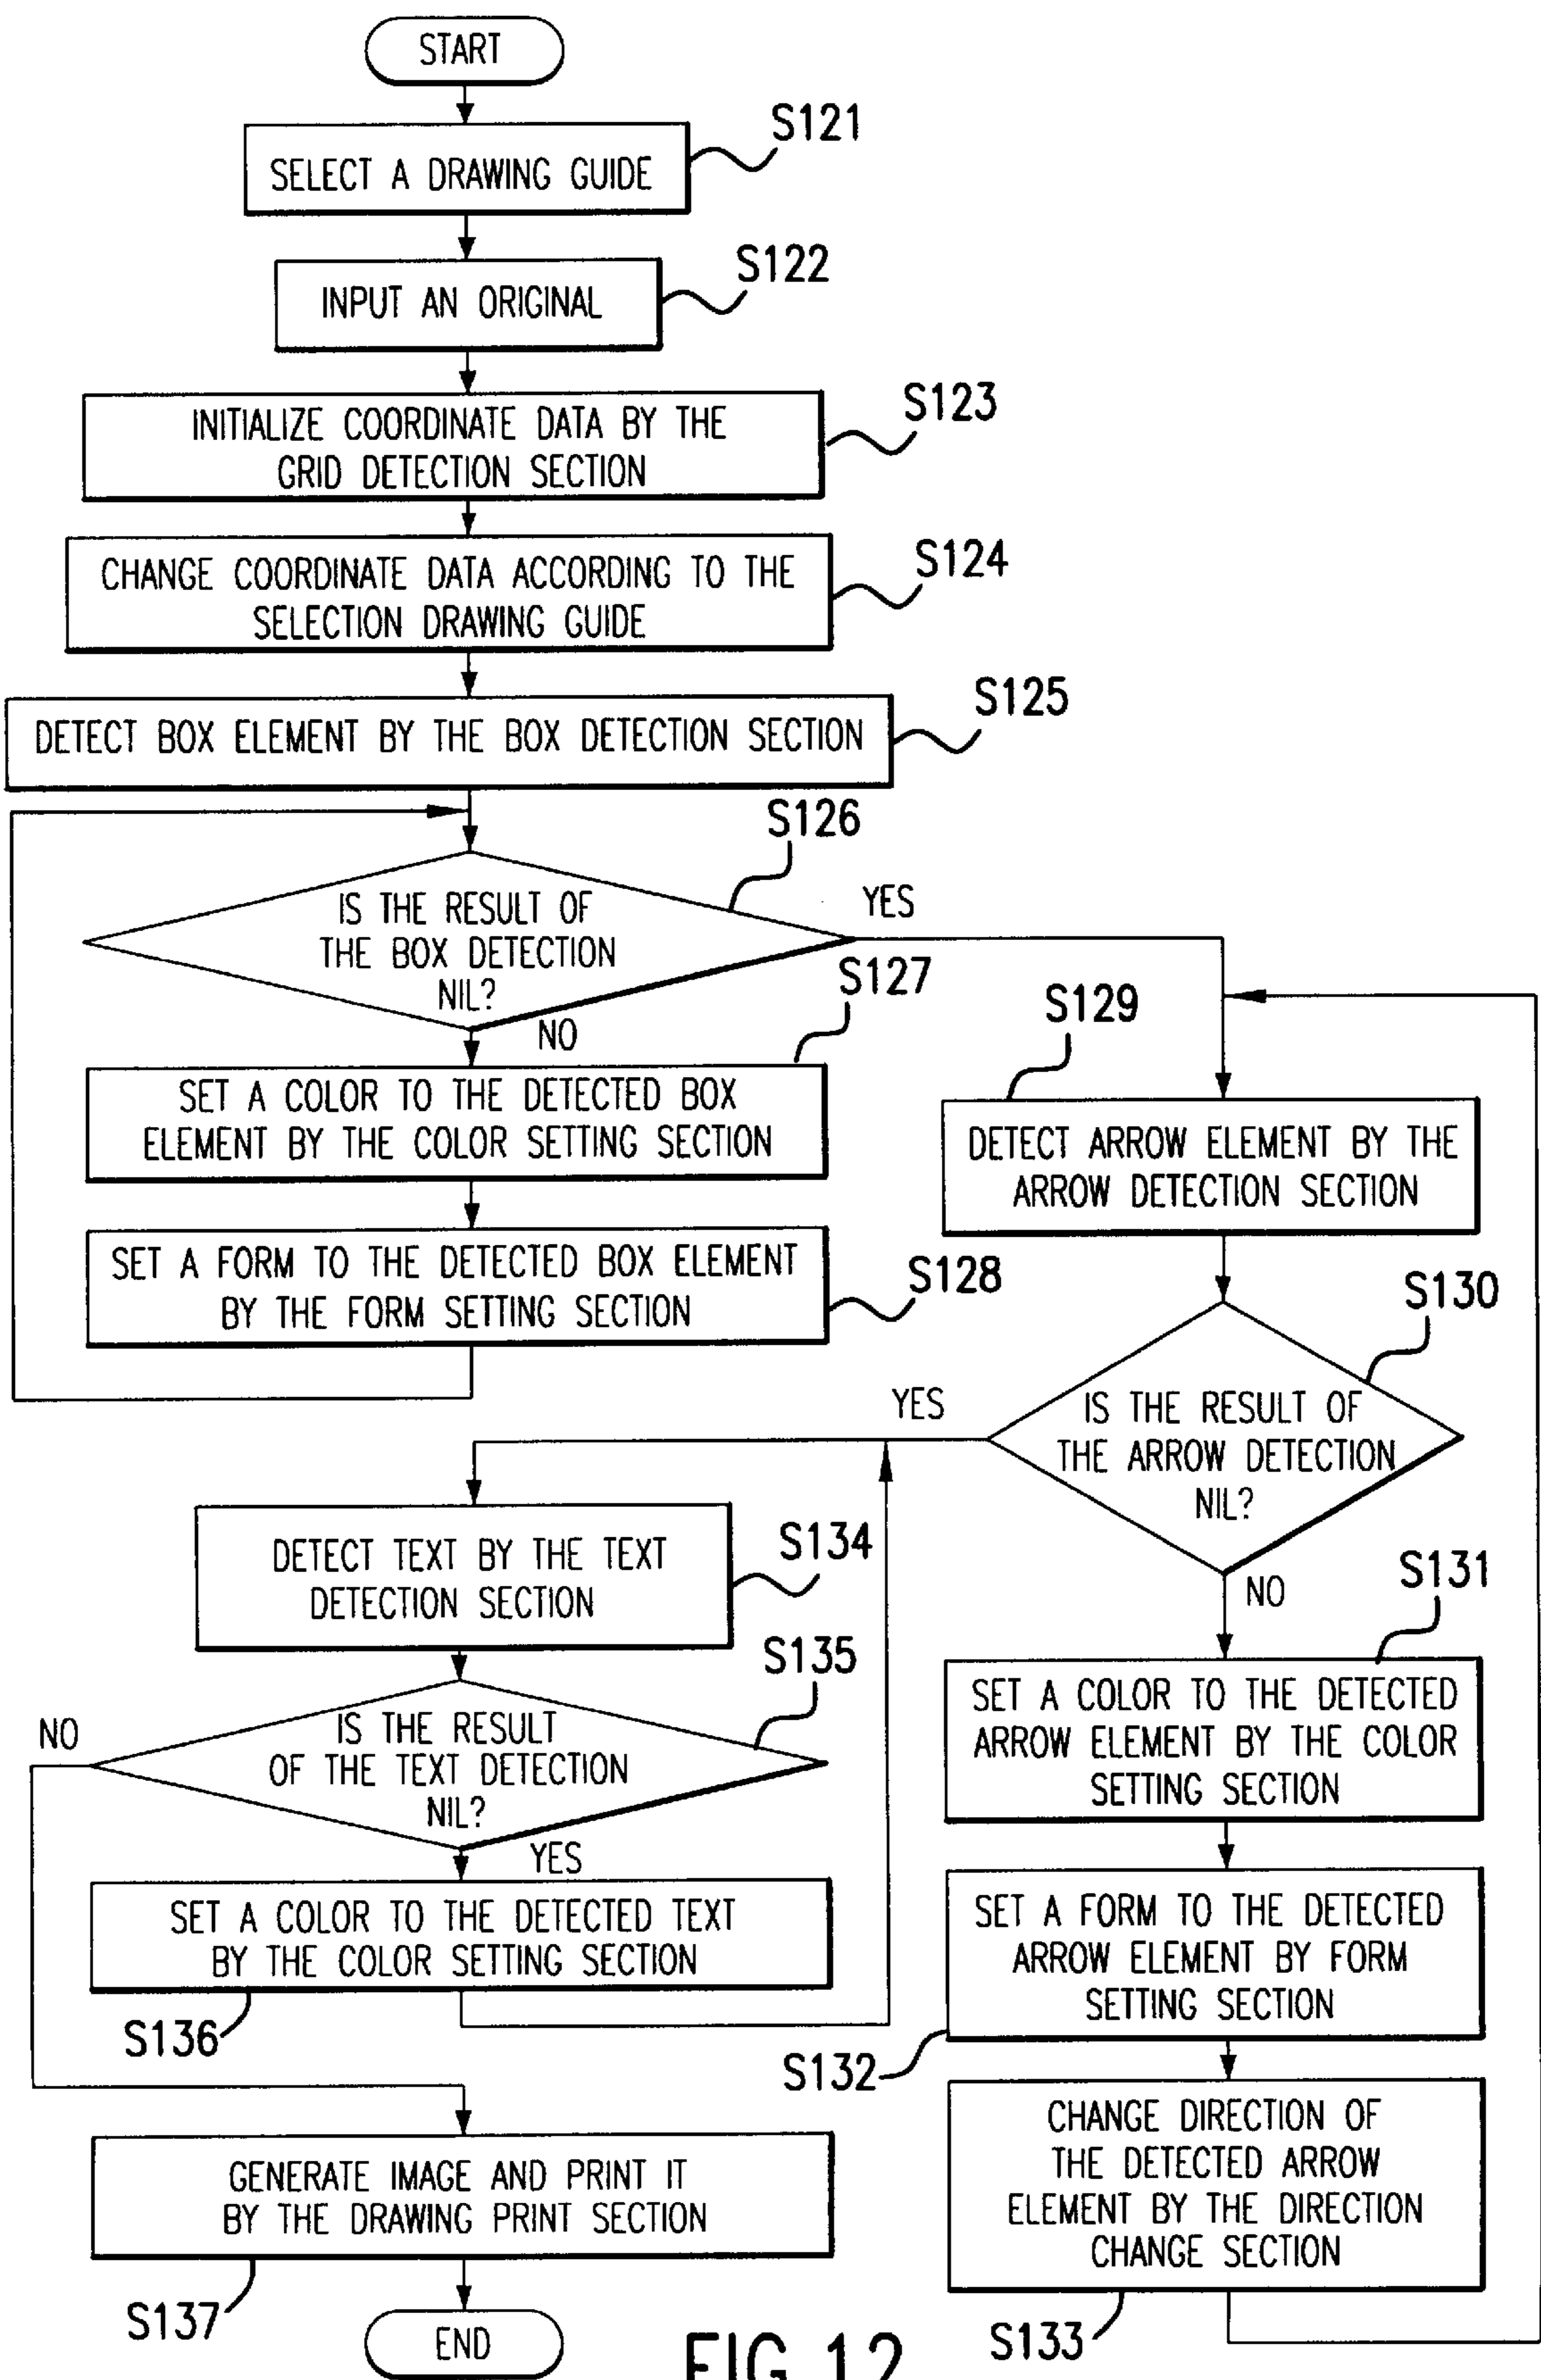 START
S121
SELECT A DRAWING GUIDE
S122
INPUT AN ORIGINAL
S123
INITIALIZE COORDINATE DATA BY THE
GRID DETECTION SECTION
S124
CHANGE COORDINATE DATA ACCORDING TO THE
SELECTION DRAWING GUIDE
S125
DETECT BOX ELEMENT BY THE BOX DETECTION SECTION
S126
IS THE RESULT OF
THE BOX DETECTION
NIL?
YES
NO
S127
SET A COLOR TO THE DETECTED BOX
ELEMENT BY THE COLOR SETTING SECTION
SET A FORM TO THE DETECTED BOX ELEMENT
BY THE FORM SETTING SECTION
S128
S129
DETECT ARROW ELEMENT BY THE
ARROW DETECTION SECTION
S130
IS THE RESULT OF
THE ARROW DETECTION
NIL?
YES
NO
S131
SET A COLOR TO THE DETECTED
ARROW ELEMENT BY THE COLOR
SETTING SECTION
SET A FORM TO THE DETECTED
ARROW ELEMENT BY FORM
SETTING SECTION
S132
CHANGE DIRECTION OF
THE DETECTED ARROW
ELEMENT BY THE DIRECTION
CHANGE SECTION
S133
DETECT TEXT BY THE TEXT
DETECTION SECTION
S134
S135
IS THE RESULT
OF THE TEXT DETECTION
NIL?
NO
YES
SET A COLOR TO THE DETECTED TEXT
BY THE COLOR SETTING SECTION
S136
GENERATE IMAGE AND PRINT IT
BY THE DRAWING PRINT SECTION
S137
END
FIG.12